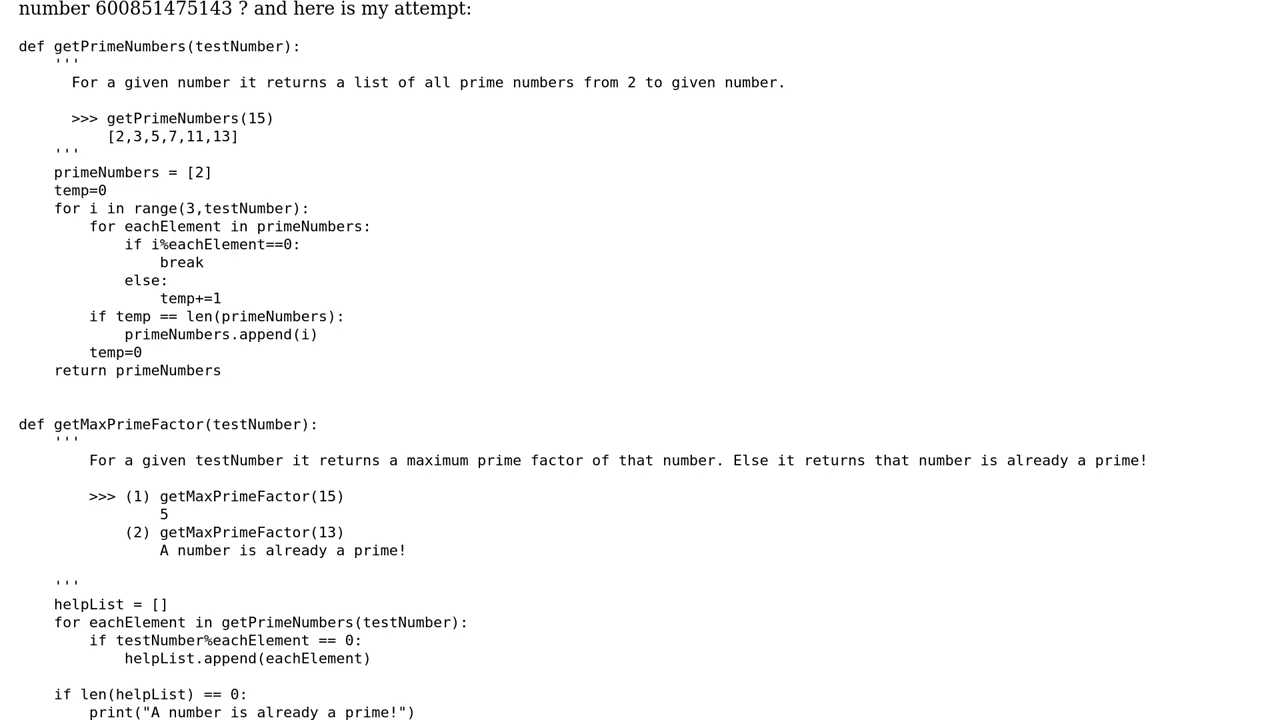 number 600851475143 ? and here is my attempt:
def getPrimeNumbers(testNumber):
    '''
      For a given number it returns a list of all prime numbers from 2 to given number.

      >>> getPrimeNumbers(15)
          [2,3,5,7,11,13]
    '''
    primeNumbers = [2]
    temp=0
    for i in range(3,testNumber):
        for eachElement in primeNumbers:
            if i%eachElement==0:
                break
            else:
                temp+=1
        if temp == len(primeNumbers):
            primeNumbers.append(i)
        temp=0
    return primeNumbers


def getMaxPrimeFactor(testNumber):
    '''
        For a given testNumber it returns a maximum prime factor of that number. Else it returns that number is already a prime!

        >>> (1) getMaxPrimeFactor(15)
                5
            (2) getMaxPrimeFactor(13)
                A number is already a prime!

    '''
    helpList = []
    for eachElement in getPrimeNumbers(testNumber):
        if testNumber%eachElement == 0:
            helpList.append(eachElement)

    if len(helpList) == 0:
        print("A number is already a prime!")